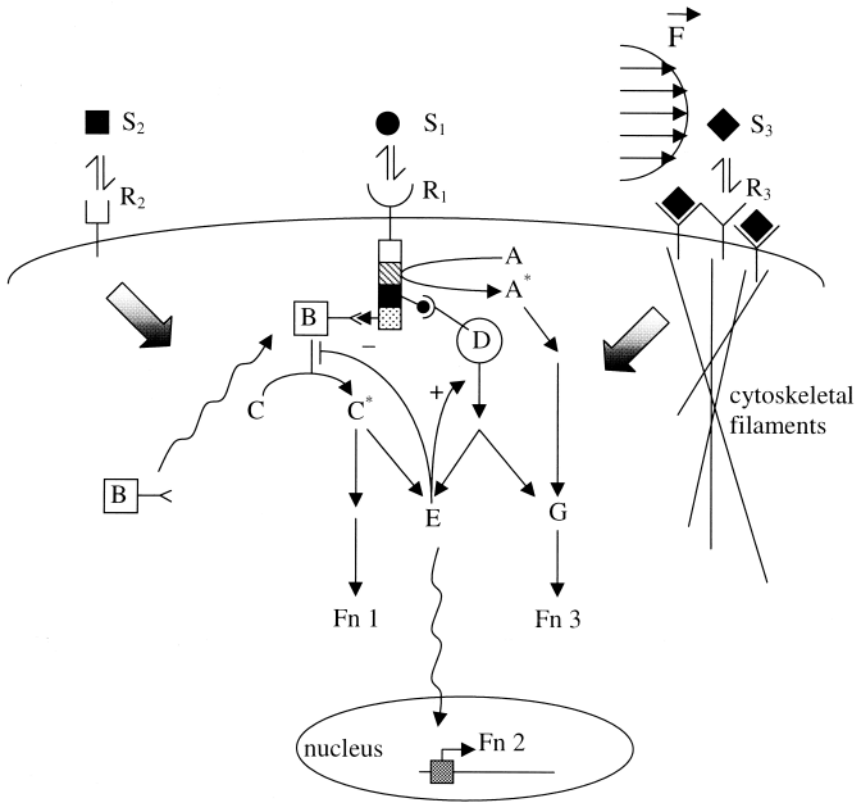 F
S2
S1
S3
R2
R1
R3
A
A*
B
–
D
+
C
C*
cytoskeletal
filaments
B
E
G
Fn 1
Fn 3
nucleus
Fn 2